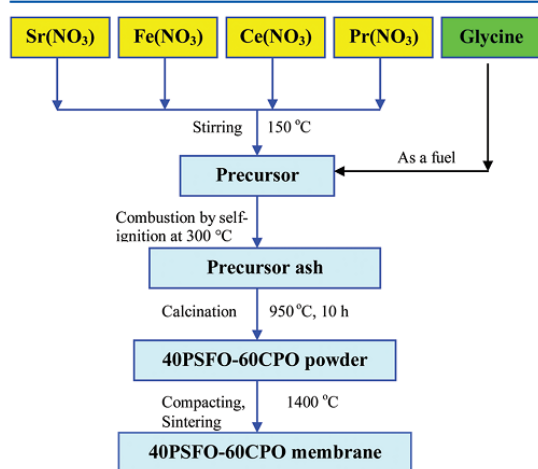 Sr(NO₃) Fe(NO₃) Ce(NO₃) Pr(NO₃) Glycine
Stirring 150 °C
As a fuel
Precursor
Combustion by self-
ignition at 300 °C
Precursor ash
Calcination 950 °C, 10 h
40PSFO-60CPO powder
Compacting, 1400 °C
Sintering
40PSFO-60CPO membrane